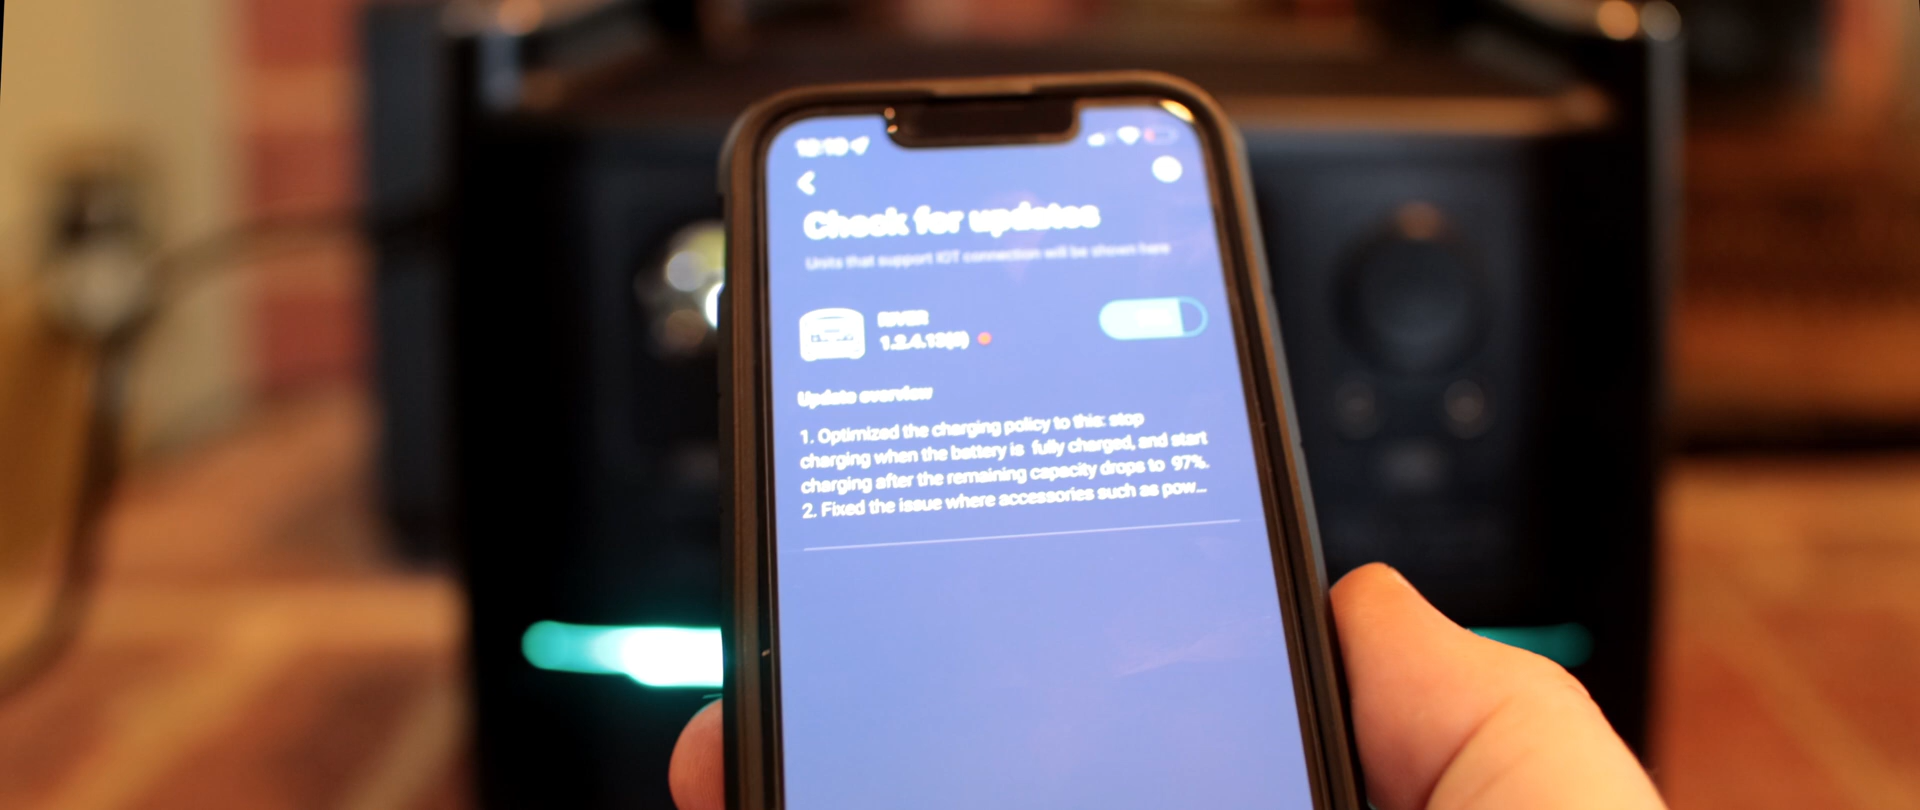 Check for updates
Units that support IOT connection will be shown here
RIVER
Update overview
1. Optimized the charging policy to this: stop
charging when the battery is fully charged, and start
charging after the remaining capacity drops to 97%.
2. Fixed the issue where accessories such as pow...